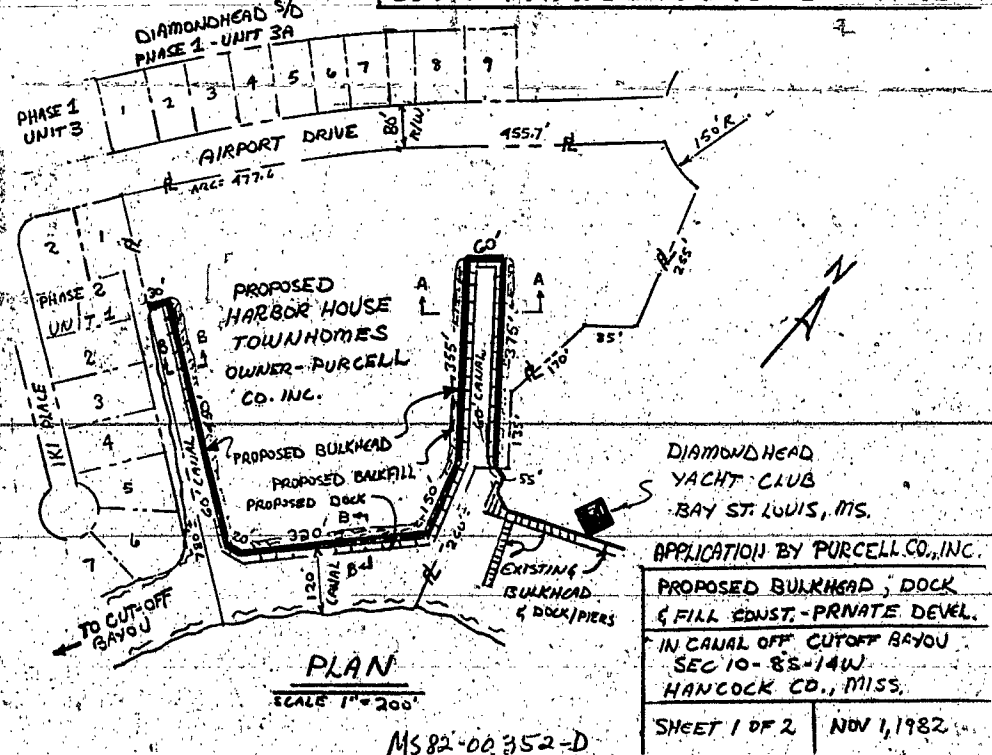 DIAMONDHEAD S/D
PHASE 1 - UNIT 3A
PHASE 1
UNIT 3
1
2
3
4
5
6
7
8
9
AIRPORT DRIVE
80'
R/W
455.7'
150' R.
ARC= 477.6
255'
85'
170'
135'
2
1
PHASE 2
UNIT 1
2
3
4
5
6
7
IKI PLACE
30'
B
B
PROPOSED
HARBOR HOUSE
TOWNHOMES
OWNER- PURCELL
CO. INC.
60'
A
A
355'
375'
60' CANAL
60' CANAL
PROPOSED BULKHEAD
PROPOSED BACKFILL
PROPOSED DOCK
20'
320'
150'
55'
B
B
120'
CANAL
EXISTING
BULKHEAD
& DOCK/PIERS
DIAMONDHEAD
YACHT CLUB
BAY ST. LOUIS, MS.
N
TO CUT-OFF
BAYOU
PLAN
SCALE 1" = 200'
MS82-00352-D
APPLICATION BY PURCELL CO., INC.
PROPOSED BULKHEAD, DOCK
& FILL CONST.-PRIVATE DEVEL.
IN CANAL OFF CUTOFF BAYOU
SEC 10-8S-14W
HANCOCK CO., MISS.
SHEET 1 OF 2
NOV 1, 1982